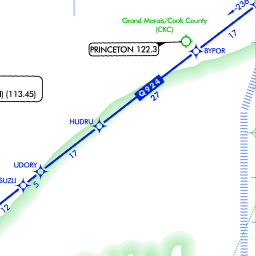 236
Grand Marais/Cook County
(CKC)
PRINCETON 122.3
17
BYPOR
Q924
27
) (113.45)
HUDRU
17
UDORY
SUZLI
5
12